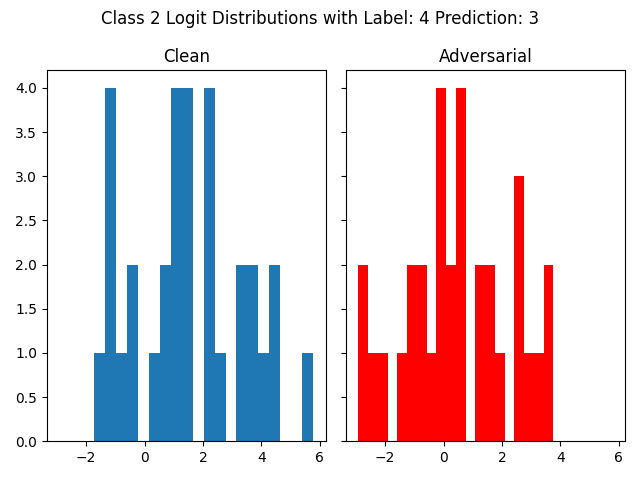 Class 2 Logit Distributions with Label: 4 Prediction: 3
Clean
Adversarial
4.0
3.5
3.0
2.5
2.0
1.5
1.0
0.5
0.0
−2 0 2 4 6
−2 0 2 4 6